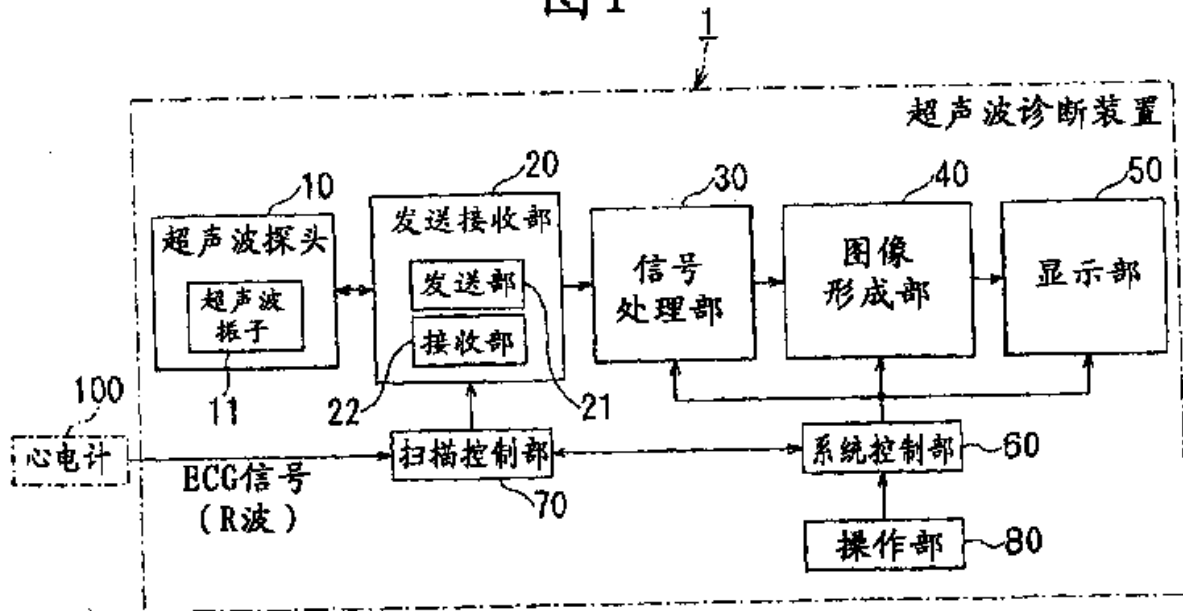 图1
1
超声波诊断装置
10
20
30
40
50
超声波探头
发送接收部
信号
处理部
图像
形成部
显示部
超声波
振子
发送部
接收部
11
22
21
100
心电计
ECG信号
(R波)
扫描控制部
70
系统控制部
60
操作部
80